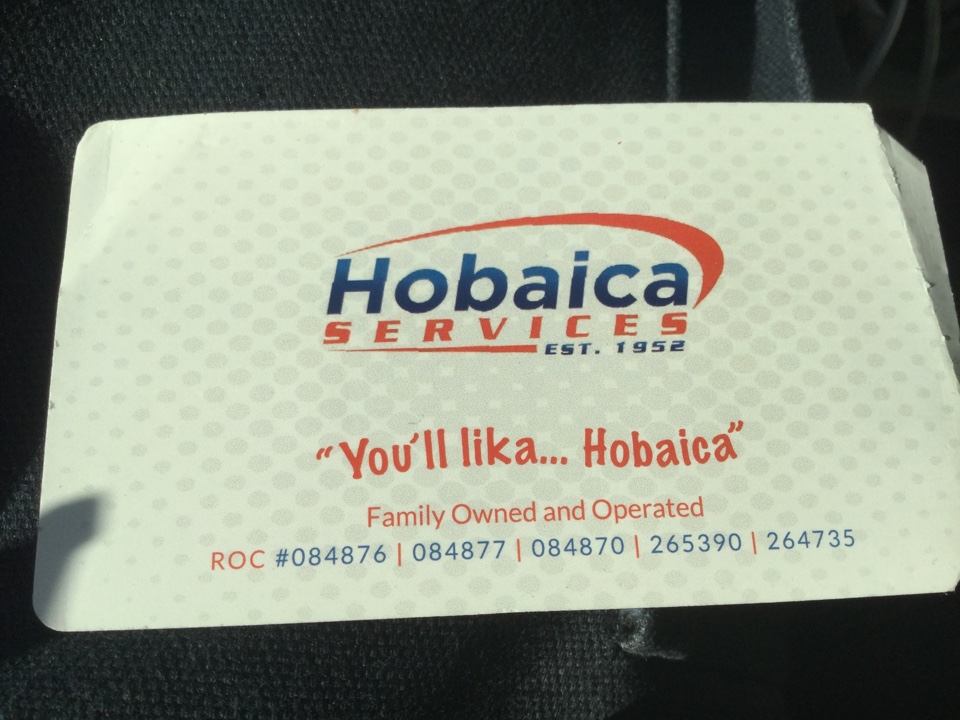 Hobaica
SERVICES
EST. 1952
“You'll lika... Hobaica”
Family Owned and Operated
ROC #084876 | 084877 | 084870 | 265390 | 264735